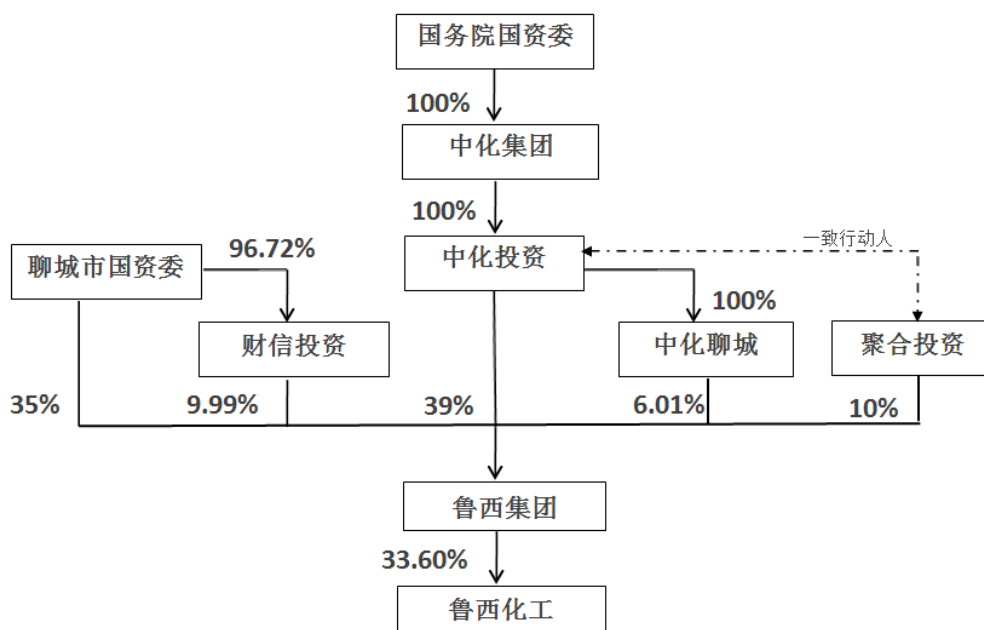 国务院国资委
100%
中化集团
100%
一致行动人
96.72%
中化投资
聊城市国资委
100%
财信投资
中化聊城
聚合投资
35%
9.99%
39%
6.01%
10%
鲁西集团
33.60%
鲁西化工